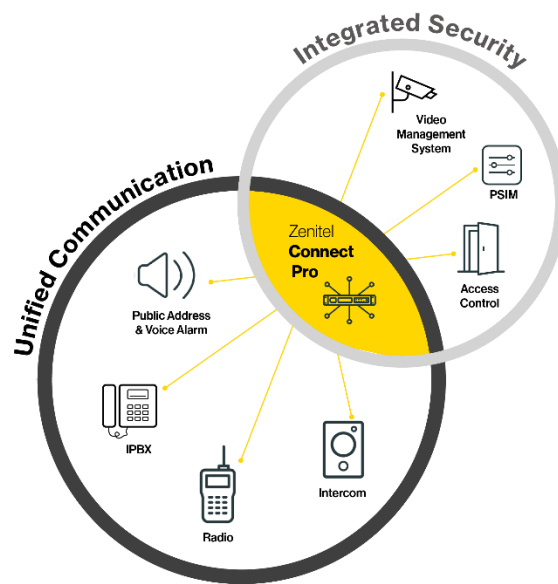 Integrated Security
Video
Management
System
PSIM
Access
Control
Unified Communication
Zenitel
Connect
Pro
Public Address
& Voice Alarm
IPBX
Radio
Intercom